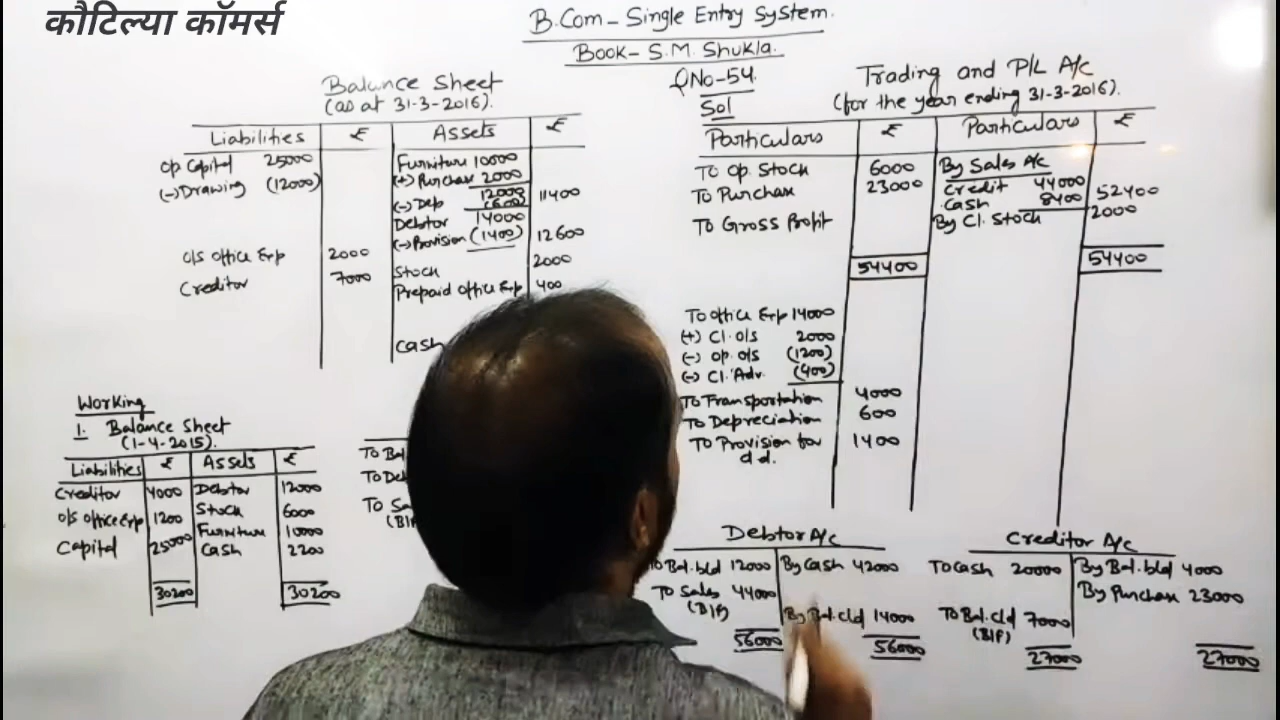 कौटिल्या कॉमर्स
B.Com – Single Entry System.
Book – S.M. Shukla.
QNo-54.
Sol
Balance Sheet
(as at 31-3-2016).
Liabilities ₹ Assets ₹
Op Capital 25000
(-) Drawing (12000)
O/s office Exp 2000
Creditor 7000
Furniture 10000
(+) Purchase 2000
12000
(-) Dep (600) 11400
Debtor 14000
(-) Provision (1400) 12600
Stock 2000
Prepaid office Exp 400
Cash
Trading and P/L A/c
(for the year ending 31-3-2016).
Particulars ₹ Particulars ₹
To Op. Stock 6000 By Sales A/c
To Purchase 23000 Credit 44000
Cash 8400 52400
To Gross Profit By Cl. Stock 2000
54400 54400
To office Exp 14000
(+) Cl. o/s 2000
(-) Op. o/s (1200)
(-) Cl. Adv. (400)
To Transportation 4000
To Depreciation 600
To Provision for 1400
d.d.
Working
1. Balance Sheet
(1-4-2015).
Liabilities ₹ Assets ₹
Creditor 4000 Debtor 12000
O/s office Exp 1200 Stock 6000
Capital 25000 Furniture 10000
Cash 2200
30200 30200
To Bal
To De
To Sa
Debtor A/c
To Bal. b/d 12000 By Cash 42000
To Sales 44000
(B/F) By Bal. c/d 14000
56000 56000
Creditor A/c
To Cash 20000 By Bal. b/d 4000
By Purchase 23000
To Bal. c/d 7000
(B/F)
27000 27000